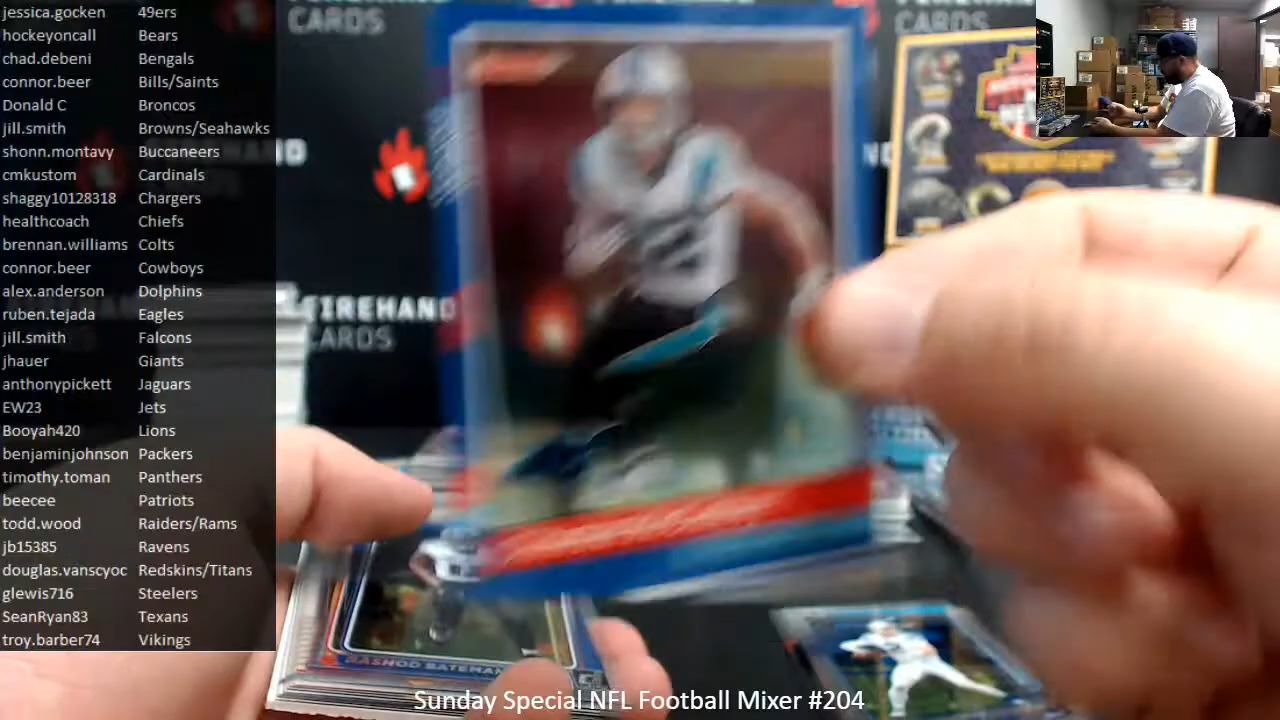 jessica.gocken 49ers
hockeyoncall Bears
chad.debeni Bengals
connor.beer Bills/Saints
Donald C Broncos
jill.smith Browns/Seahawks
shonn.montavy Buccaneers
cmkustom Cardinals
shaggy10128318 Chargers
healthcoach Chiefs
brennan.williams Colts
connor.beer Cowboys
alex.anderson Dolphins
ruben.tejada Eagles
jill.smith Falcons
jhauer Giants
anthonypickett Jaguars
EW23 Jets
Booyah420 Lions
benjaminjohnson Packers
timothy.toman Panthers
beecee Patriots
todd.wood Raiders/Rams
jb15385 Ravens
douglas.vanscyoc Redskins/Titans
glewis716 Steelers
SeanRyan83 Texans
troy.barber74 Vikings
CARDS
FIREHAND
CARDS
RASHOD BATEMAN
Sunday Special NFL Football Mixer #204